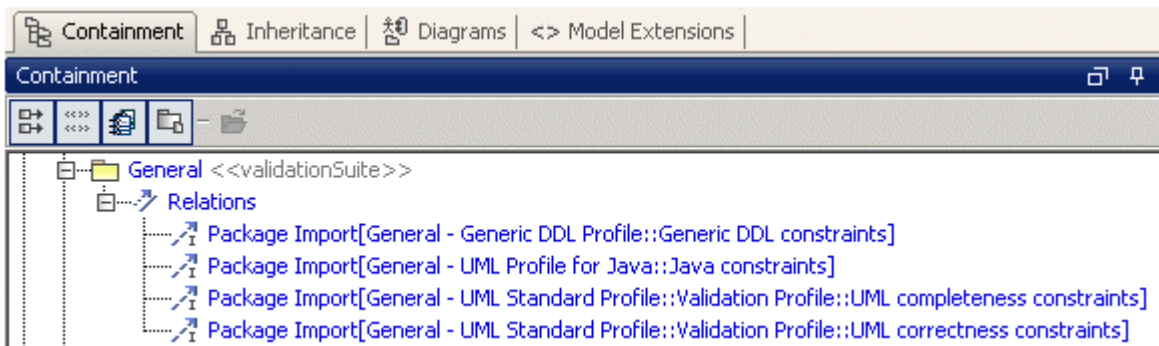 Containment Inheritance Diagrams <> Model Extensions
Containment
General <<validationSuite>>
Relations
Package Import[General - Generic DDL Profile::Generic DDL constraints]
Package Import[General - UML Profile for Java::Java constraints]
Package Import[General - UML Standard Profile::Validation Profile::UML completeness constraints]
Package Import[General - UML Standard Profile::Validation Profile::UML correctness constraints]